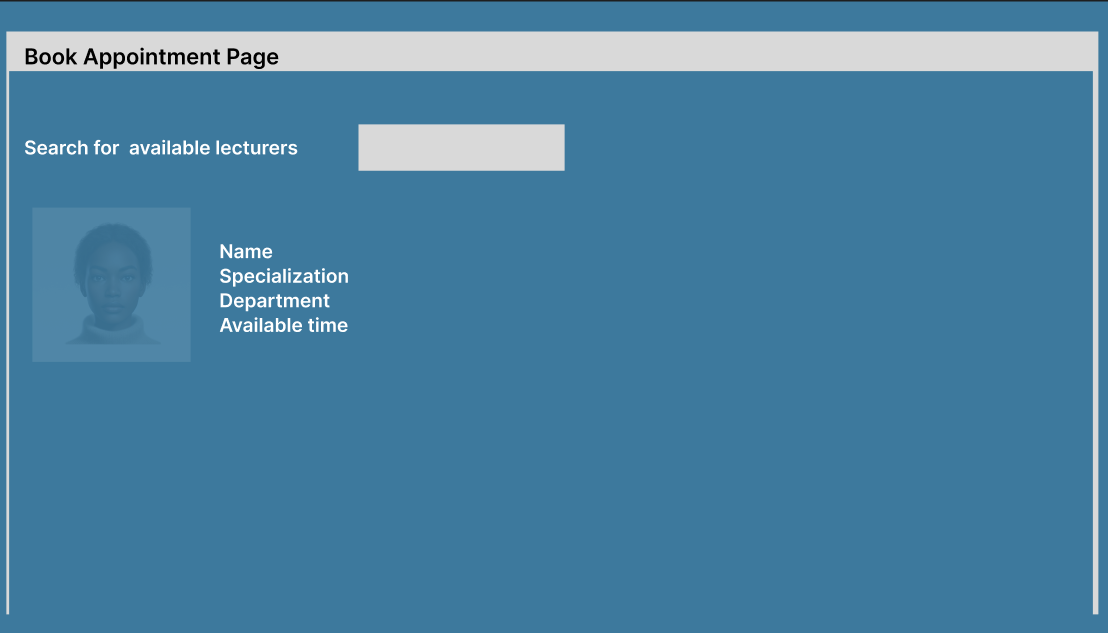 Book Appointment Page
Search for  available lecturers
Name
Specialization
Department
Available time